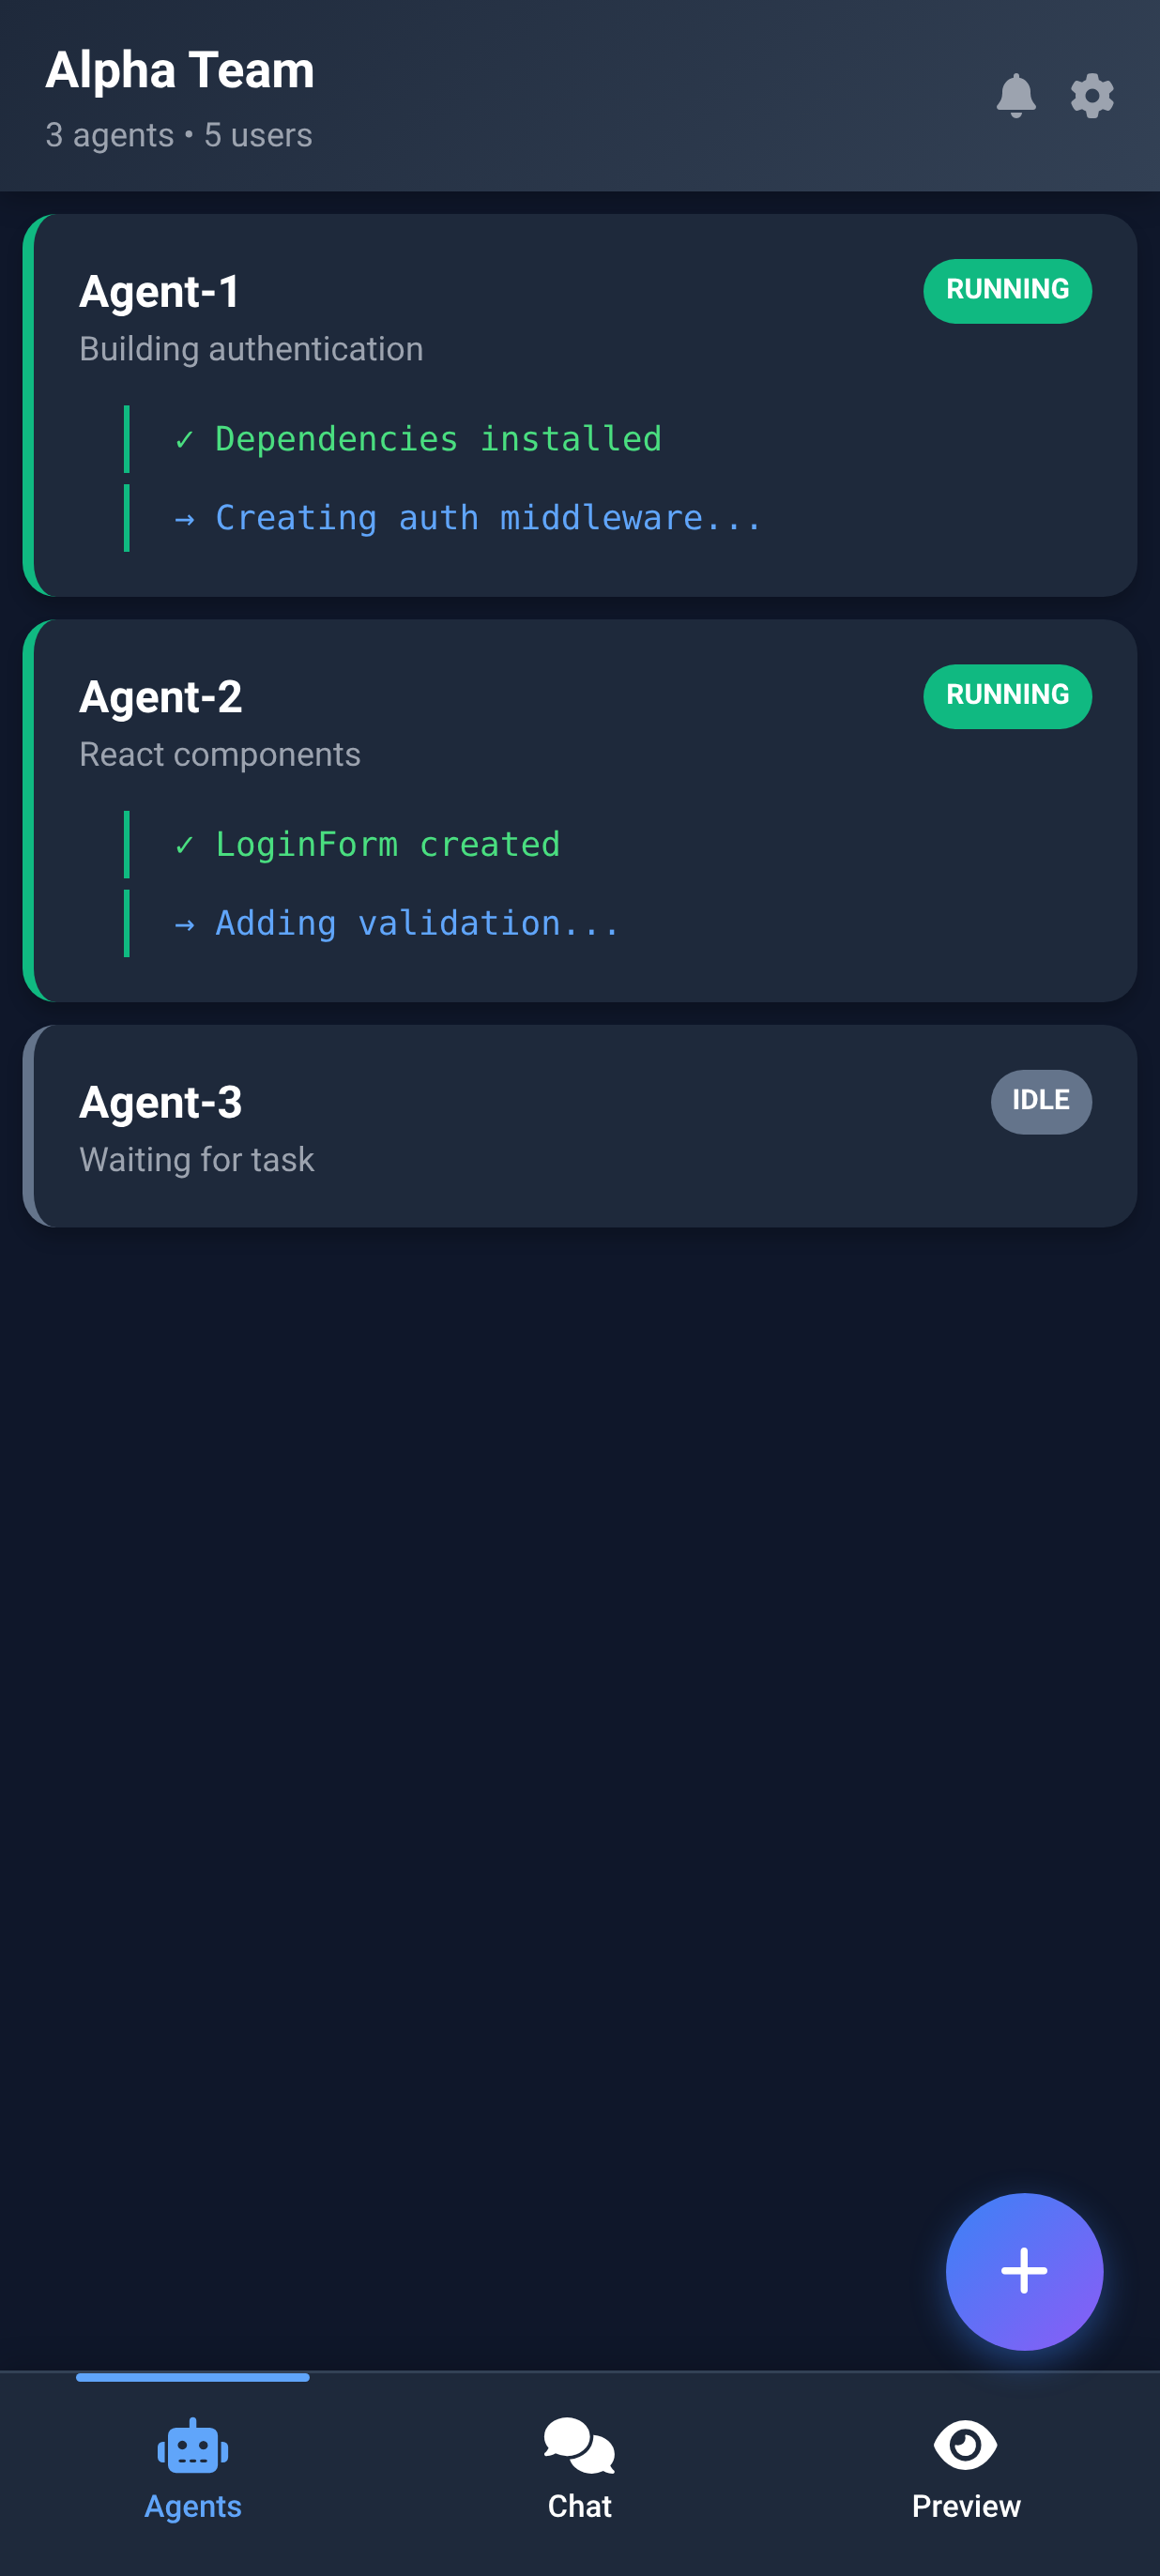 Alpha Team
3 agents • 5 users
Agent-1
RUNNING
Building authentication
✓ Dependencies installed
→ Creating auth middleware...
Agent-2
RUNNING
React components
✓ LoginForm created
→ Adding validation...
Agent-3
IDLE
Waiting for task
Agents
Chat
Preview